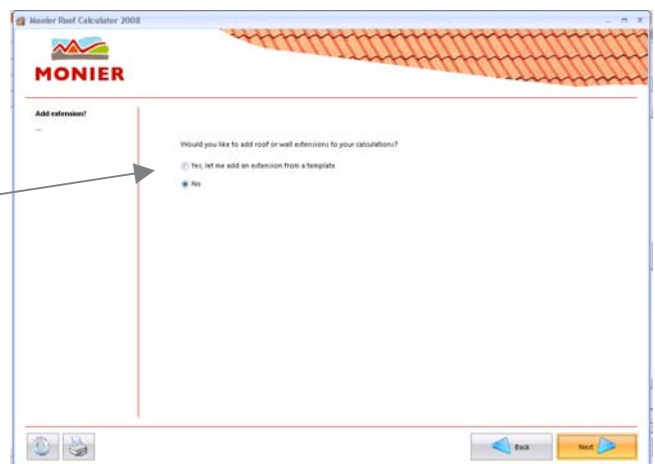 Monier Roof Calculator 2008
MONIER
Add extension?
...
Would you like to add roof or wall extensions to your calculations?
Yes, let me add an extension from a template
No
Back
Next